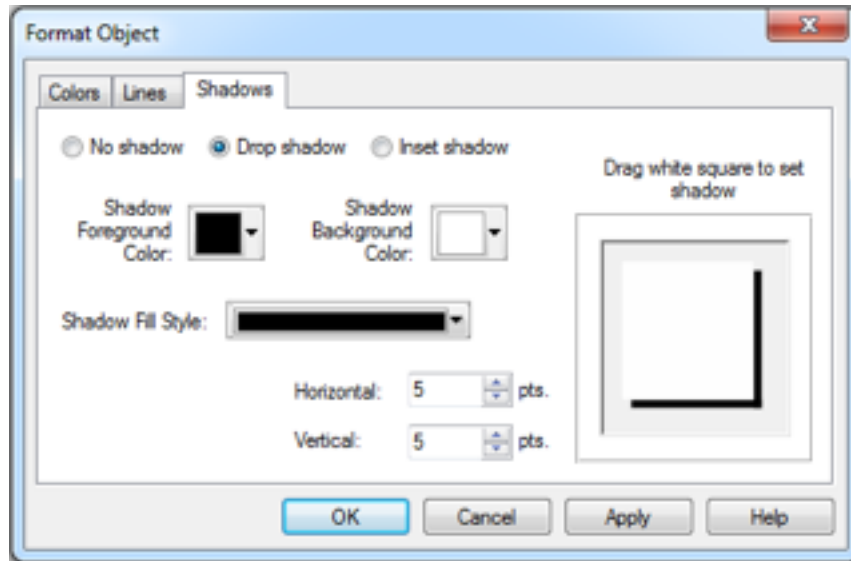 Format Object
Colors Lines Shadows
No shadow Drop shadow Inset shadow
Drag white square to set
shadow
Shadow
Foreground
Color:
Shadow
Background
Color:
Shadow Fill Style:
Horizontal: 5 pts.
Vertical: 5 pts.
OK Cancel Apply Help